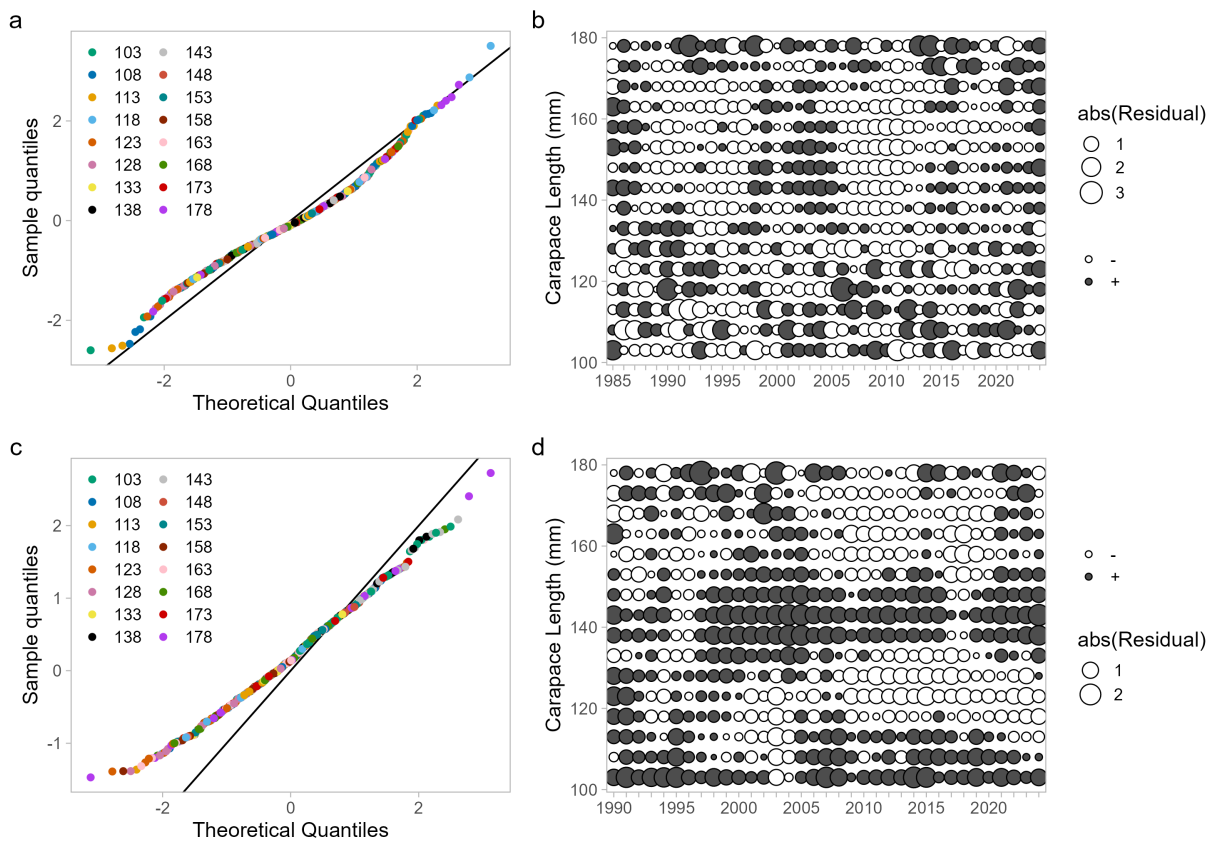 a
103 143
108 148
113 153
118 158
123 163
128 168
133 173
138 178
2
0
-2
-2 0 2
Sample quantiles
Theoretical Quantiles
b
180
160
140
120
100
1985 1990 1995 2000 2005 2010 2015 2020
Carapace Length (mm)
abs(Residual)
1
2
3
-
+
c
103 143
108 148
113 153
118 158
123 163
128 168
133 173
138 178
2
1
0
-1
-2 0 2
Sample quantiles
Theoretical Quantiles
d
180
160
140
120
100
1990 1995 2000 2005 2010 2015 2020
Carapace Length (mm)
-
+
abs(Residual)
1
2